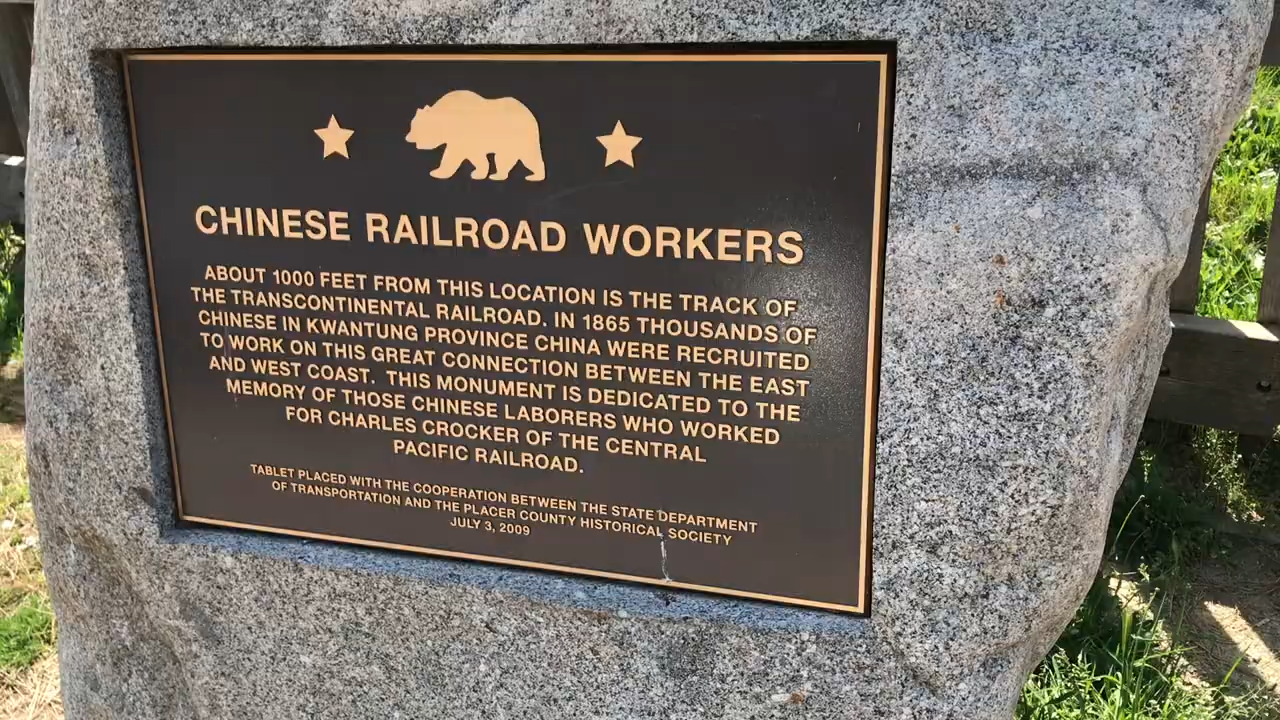 CHINESE RAILROAD WORKERS
ABOUT 1000 FEET FROM THIS LOCATION IS THE TRACK OF
THE TRANSCONTINENTAL RAILROAD. IN 1865 THOUSANDS OF
CHINESE IN KWANTUNG PROVINCE CHINA WERE RECRUITED
TO WORK ON THIS GREAT CONNECTION BETWEEN THE EAST
AND WEST COAST. THIS MONUMENT IS DEDICATED TO THE
MEMORY OF THOSE CHINESE LABORERS WHO WORKED
FOR CHARLES CROCKER OF THE CENTRAL
PACIFIC RAILROAD.
TABLET PLACED WITH THE COOPERATION BETWEEN THE STATE DEPARTMENT
OF TRANSPORTATION AND THE PLACER COUNTY HISTORICAL SOCIETY
JULY 3, 2009